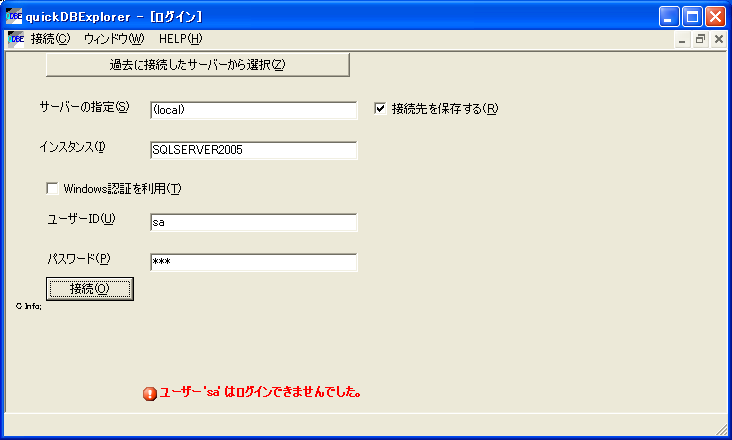 quickDBExplorer - [ログイン]
接続(C) ウィンドウ(W) HELP(H)
過去に接続したサーバーから選択(Z)
サーバーの指定(S) (local) 接続先を保存する(R)
インスタンス(I) SQLSERVER2005
Windows認証を利用(T)
ユーザーID(U) sa
パスワード(P) ***
接続(O)
ユーザー 'sa' はログインできませんでした。